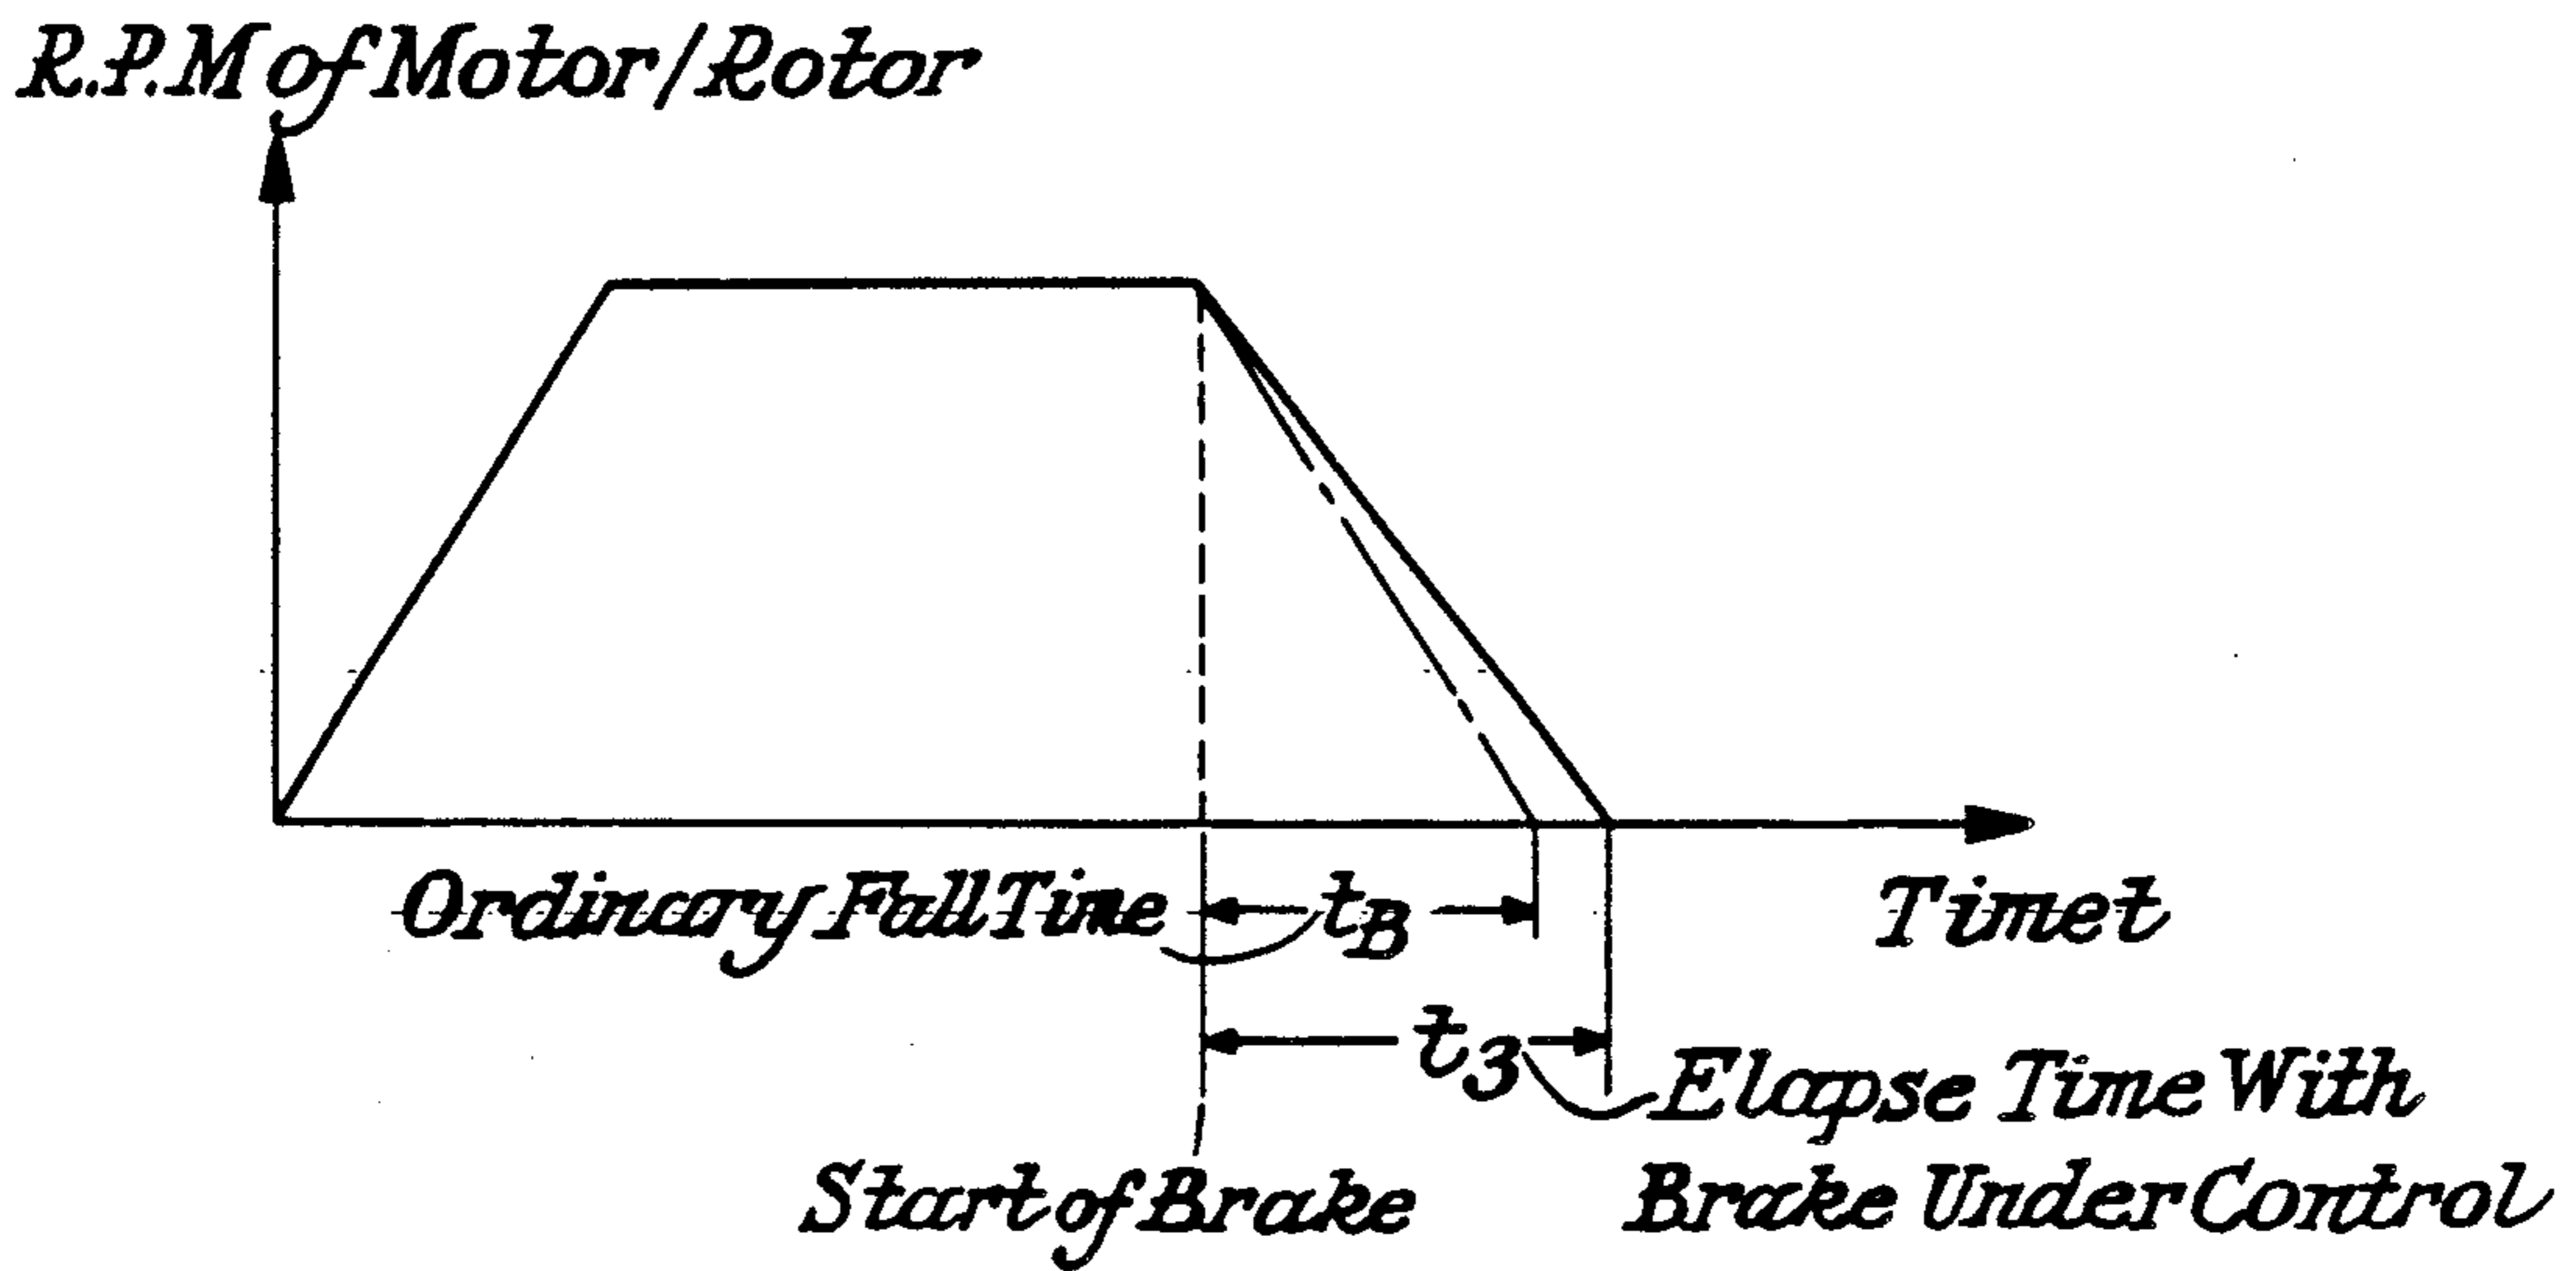 R.P.M of Motor/Rotor
Ordinary Fall Time
tB
Time t
t3
Elapse Time With
Brake Under Control
Start of Brake